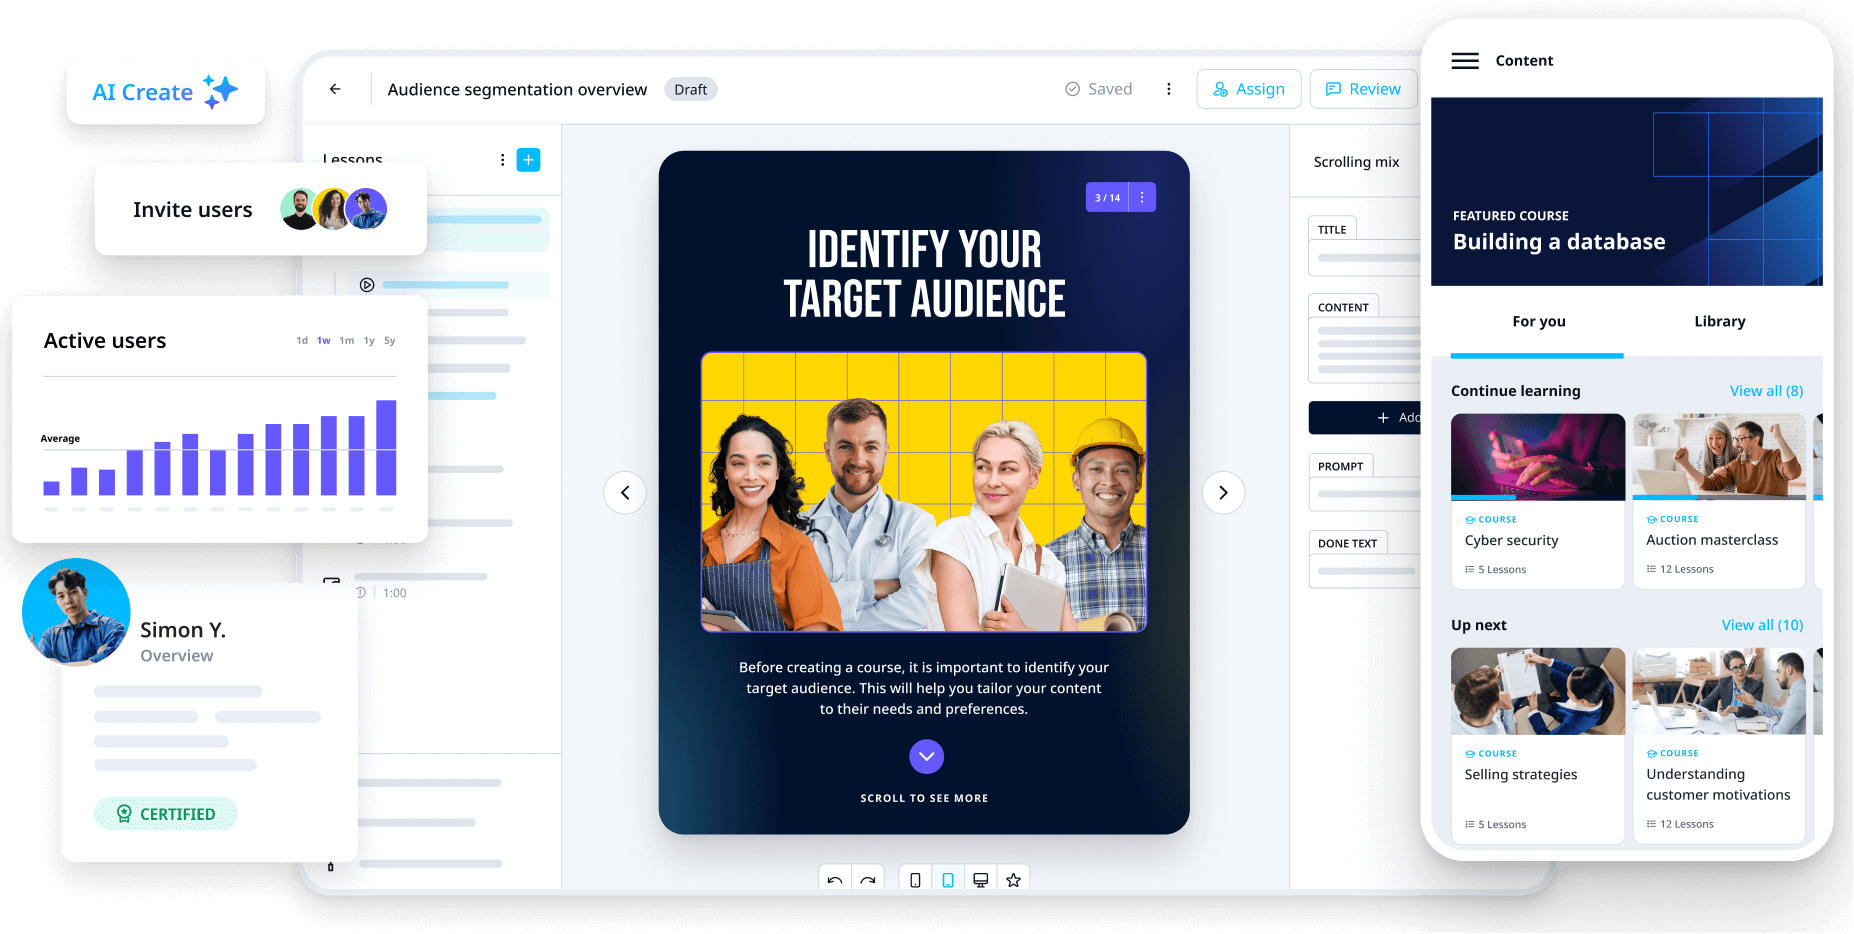 AI Create
Invite users
Active users
1d 1w 1m 1y 5y
Average
Simon Y.
Overview
CERTIFIED
Audience segmentation overview
Draft
Saved
Assign
Review
Lessons
1:00
3 / 14
IDENTIFY YOUR
TARGET AUDIENCE
Before creating a course, it is important to identify your
target audience. This will help you tailor your content
to their needs and preferences.
SCROLL TO SEE MORE
Scrolling mix
TITLE
CONTENT
Add
PROMPT
DONE TEXT
Content
FEATURED COURSE
Building a database
For you
Library
Continue learning
View all (8)
COURSE
Cyber security
5 Lessons
COURSE
Auction masterclass
12 Lessons
Up next
View all (10)
COURSE
Selling strategies
5 Lessons
COURSE
Understanding
customer motivations
12 Lessons